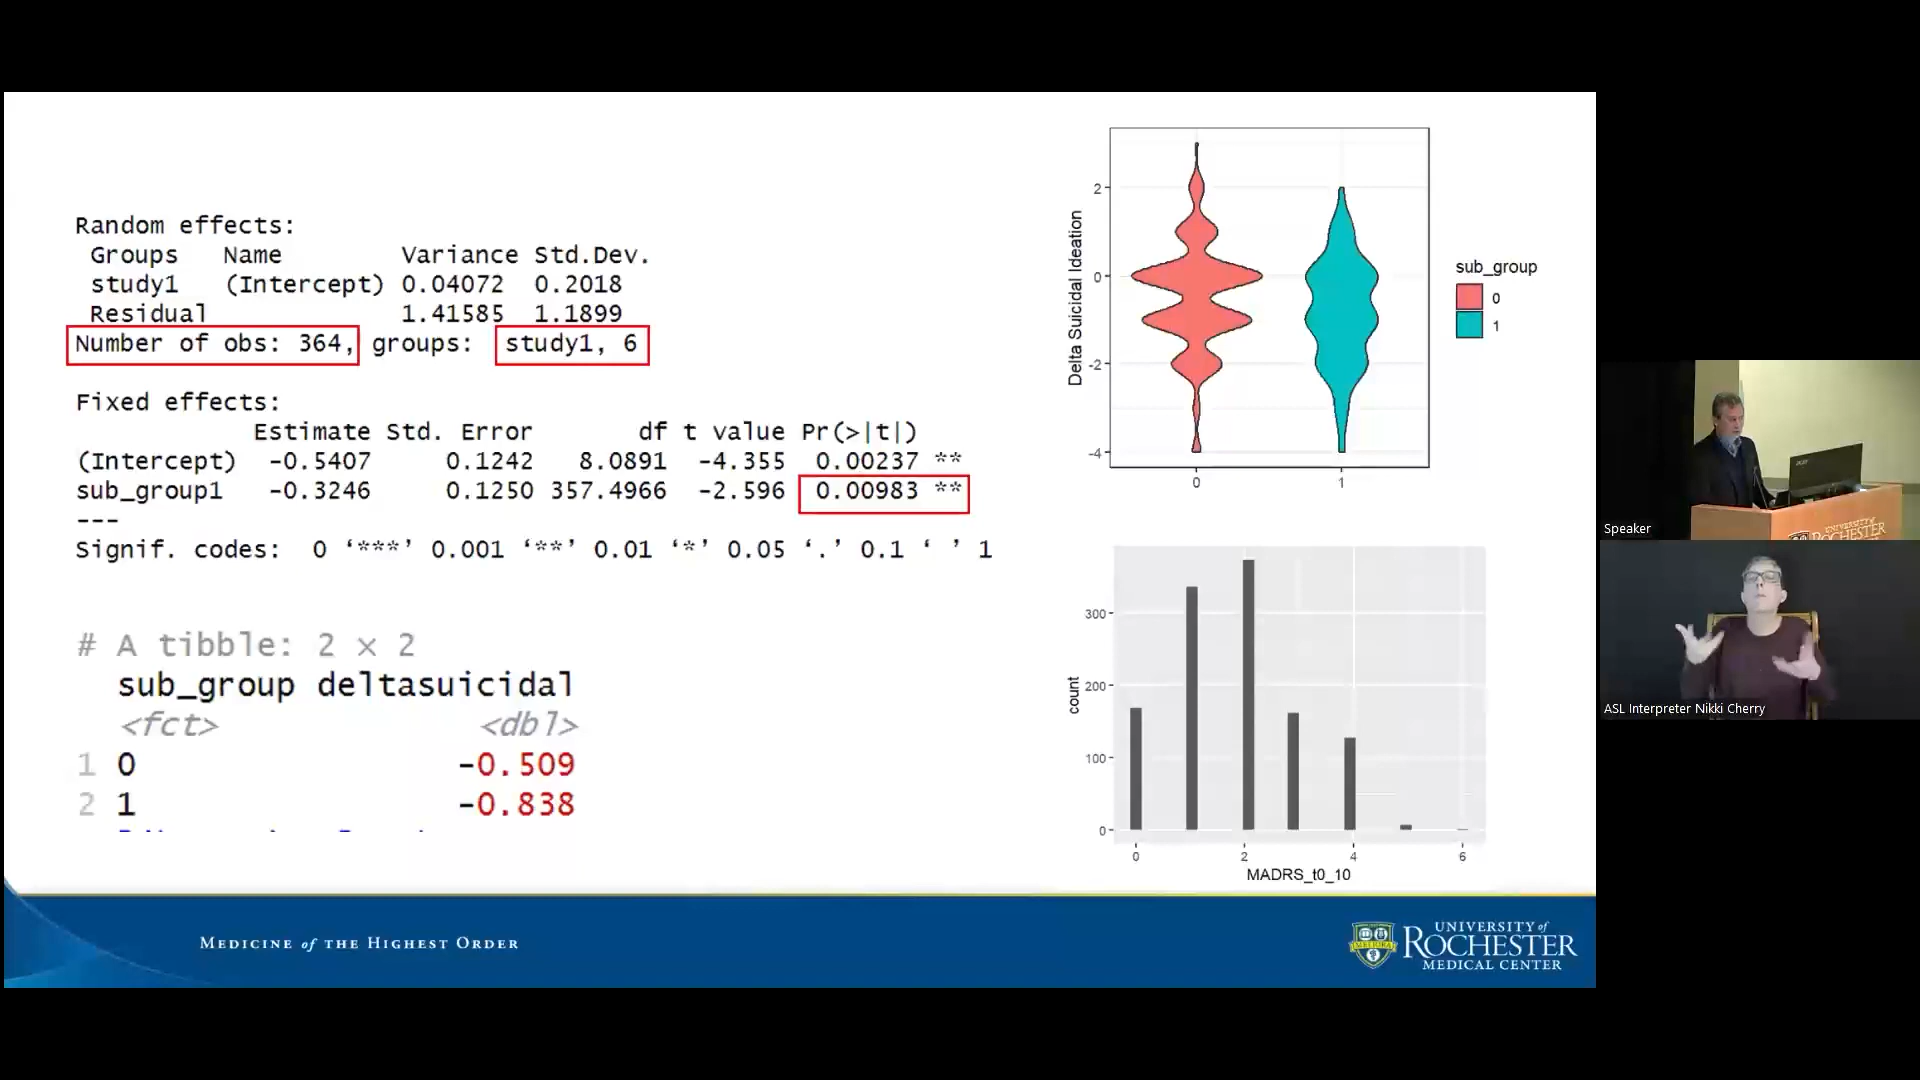 Random effects:
Groups Name Variance Std.Dev.
study1 (Intercept) 0.04072 0.2018
Residual 1.41585 1.1899
Number of obs: 364, groups: study1, 6
Fixed effects:
Estimate Std. Error df t value Pr(>|t|)
(Intercept) -0.5407 0.1242 8.0891 -4.355 0.00237 **
sub_group1 -0.3246 0.1250 357.4966 -2.596 0.00983 **
---
Signif. codes: 0 ‘***’ 0.001 ‘**’ 0.01 ‘*’ 0.05 ‘.’ 0.1 ‘ ’ 1
# A tibble: 2 × 2
sub_group deltasuicidal
<fct> <dbl>
1 0 -0.509
2 1 -0.838
Delta Suicidal Ideation
2
0
-2
-4
0 1
sub_group
0
1
count
300
200
100
0
0 2 4 6
MADRS_t0_10
MEDICINE of THE HIGHEST ORDER
UNIVERSITY of
ROCHESTER
MEDICAL CENTER
UNIVERSITY of
ROCHESTER
Speaker
ASL Interpreter Nikki Cherry